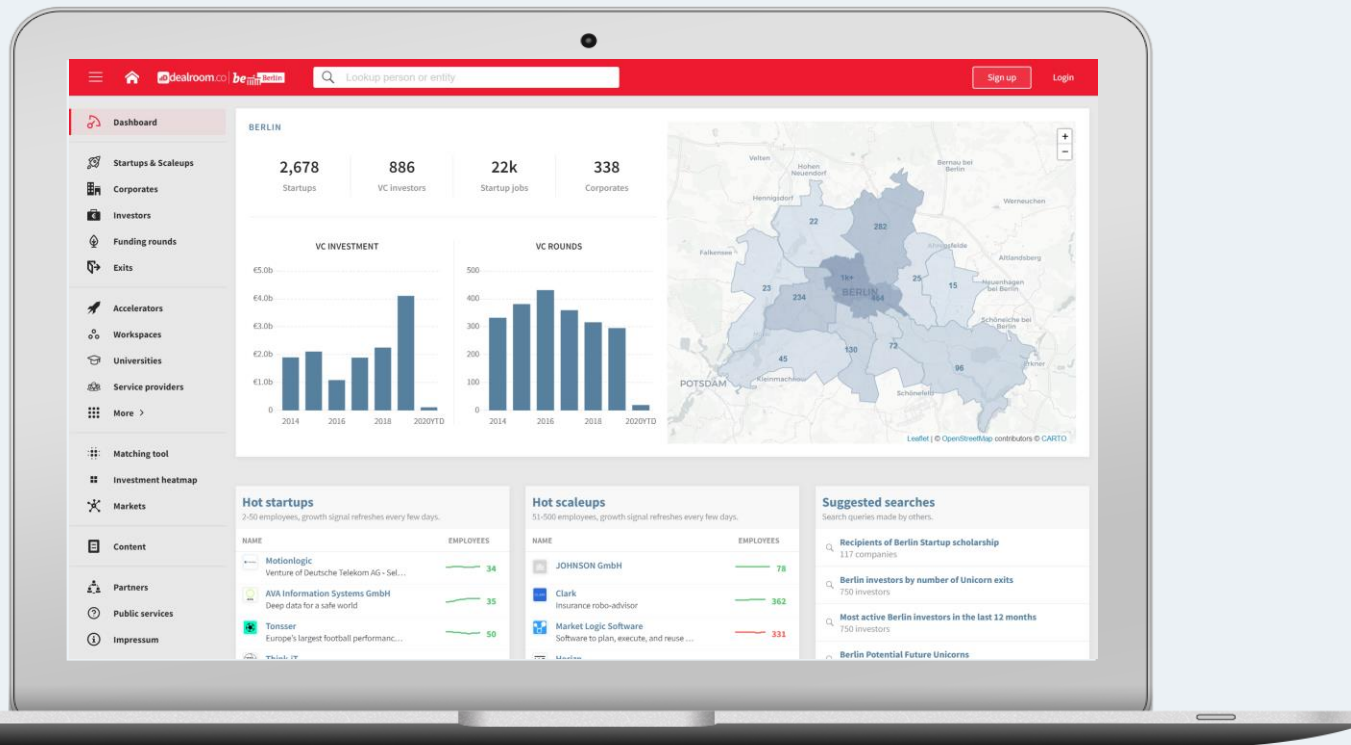 dealroom.co | be Berlin
Lookup person or entity
Sign up
Login
Dashboard
Startups & Scaleups
Corporates
Investors
Funding rounds
Exits
Accelerators
Workspaces
Universities
Service providers
More >
Matching tool
Investment heatmap
Markets
Content
Partners
Public services
Impressum
BERLIN
2,678
Startups
886
VC investors
22k
Startup jobs
338
Corporates
VC INVESTMENT
€5.0b
€4.0b
€3.0b
€2.0b
€1.0b
0
2014 2016 2018 2020YTD
VC ROUNDS
500
400
300
200
100
0
2014 2016 2018 2020YTD
+
−
Velten
Hohen
Neuendorf
Bernau bei
Berlin
Hennigsdorf
Werneuchen
22
282
Falkensee
Altlandsberg
1k+
25
15
Neuenhagen
bei Berlin
23
234
BERLIN
Schöneiche bei
Berlin
45
130
72
96
POTSDAM
Kleinmachnow
Schönefeld
Leaflet | © OpenStreetMap contributors © CARTO
Hot startups
2-50 employees, growth signal refreshes every few days.
NAME EMPLOYEES
Motionlogic
Venture of Deutsche Telekom AG - Sel...
34
AVA Information Systems GmbH
Deep data for a safe world
35
Tonsser
Europe's largest football performanc...
50
Think iT
Hot scaleups
51-500 employees, growth signal refreshes every few days.
NAME EMPLOYEES
JOHNSON GmbH
78
Clark
Insurance robo-advisor
362
Market Logic Software
Software to plan, execute, and reuse ...
331
Suggested searches
Search queries made by others.
Recipients of Berlin Startup scholarship
117 companies
Berlin investors by number of Unicorn exits
750 investors
Most active Berlin investors in the last 12 months
750 investors
Berlin Potential Future Unicorns